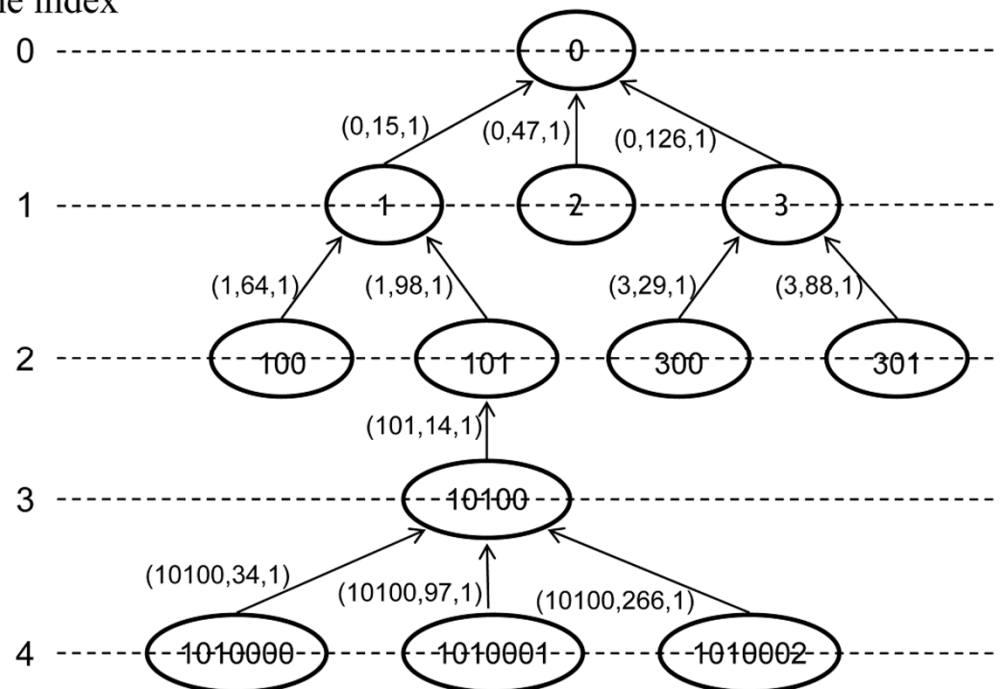 index
0 0
(0,15,1) (0,47,1) (0,126,1)
1 1 2 3
(1,64,1) (1,98,1) (3,29,1) (3,88,1)
2 100 101 300 301
(101,14,1)
3 10100
(10100,34,1) (10100,97,1) (10100,266,1)
4 1010000 1010001 1010002